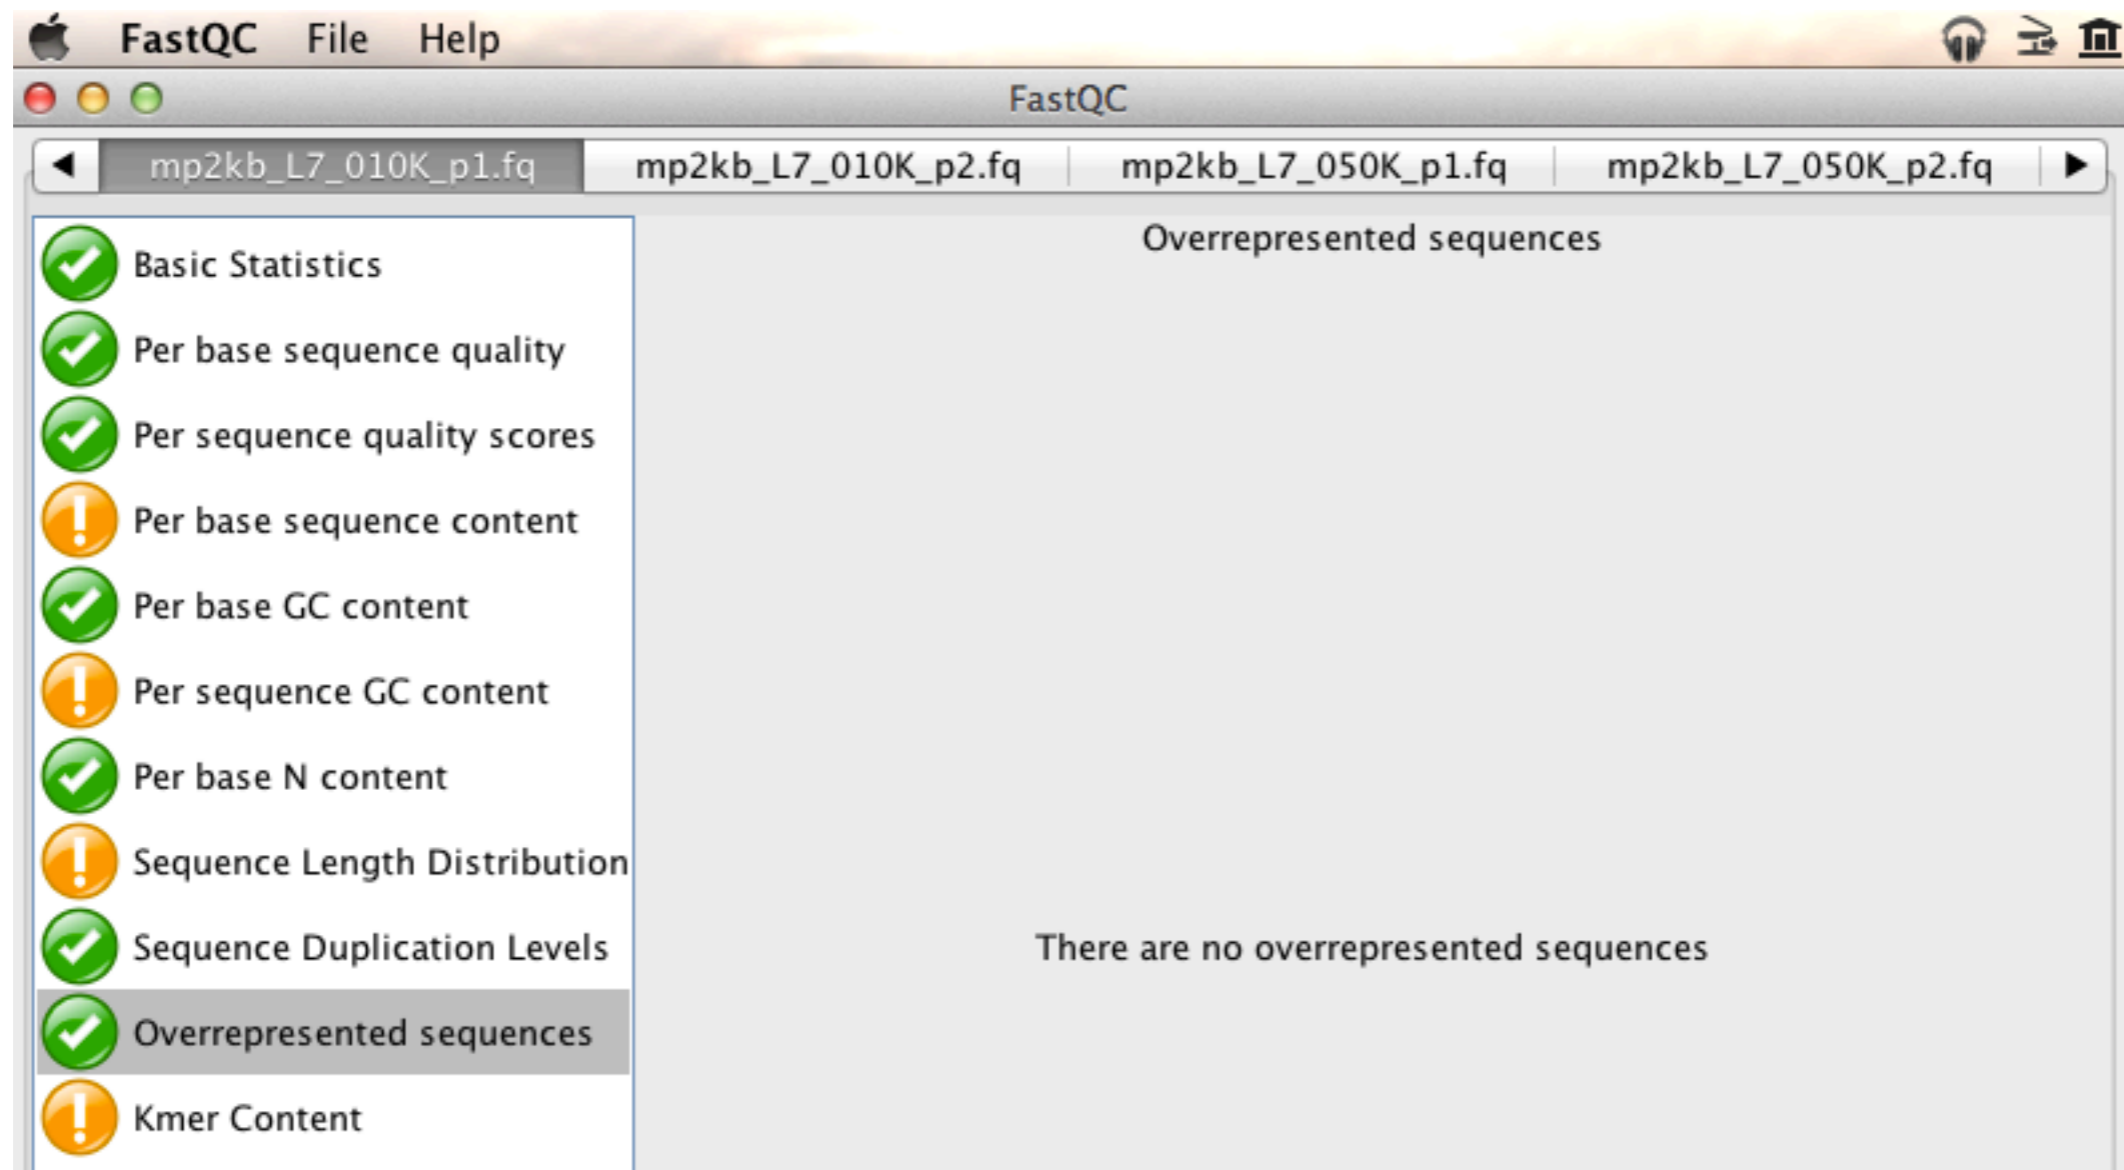 FastQC File Help
FastQC
mp2kb_L7_010K_p1.fq mp2kb_L7_010K_p2.fq mp2kb_L7_050K_p1.fq mp2kb_L7_050K_p2.fq
Basic Statistics
Per base sequence quality
Per sequence quality scores
Per base sequence content
Per base GC content
Per sequence GC content
Per base N content
Sequence Length Distribution
Sequence Duplication Levels
Overrepresented sequences
Kmer Content
Overrepresented sequences
There are no overrepresented sequences